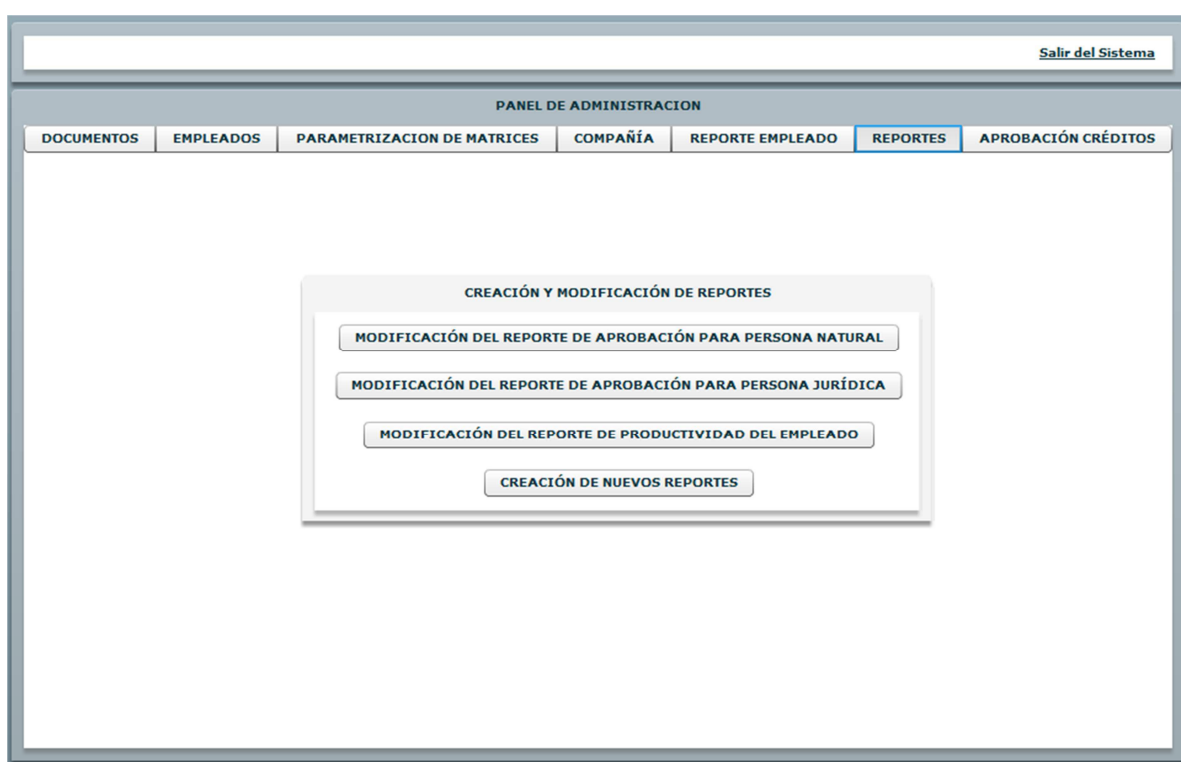 Salir del Sistema
PANEL DE ADMINISTRACION
DOCUMENTOS EMPLEADOS PARAMETRIZACION DE MATRICES COMPAÑÍA REPORTE EMPLEADO REPORTES APROBACIÓN CRÉDITOS
CREACIÓN Y MODIFICACIÓN DE REPORTES
MODIFICACIÓN DEL REPORTE DE APROBACIÓN PARA PERSONA NATURAL
MODIFICACIÓN DEL REPORTE DE APROBACIÓN PARA PERSONA JURÍDICA
MODIFICACIÓN DEL REPORTE DE PRODUCTIVIDAD DEL EMPLEADO
CREACIÓN DE NUEVOS REPORTES